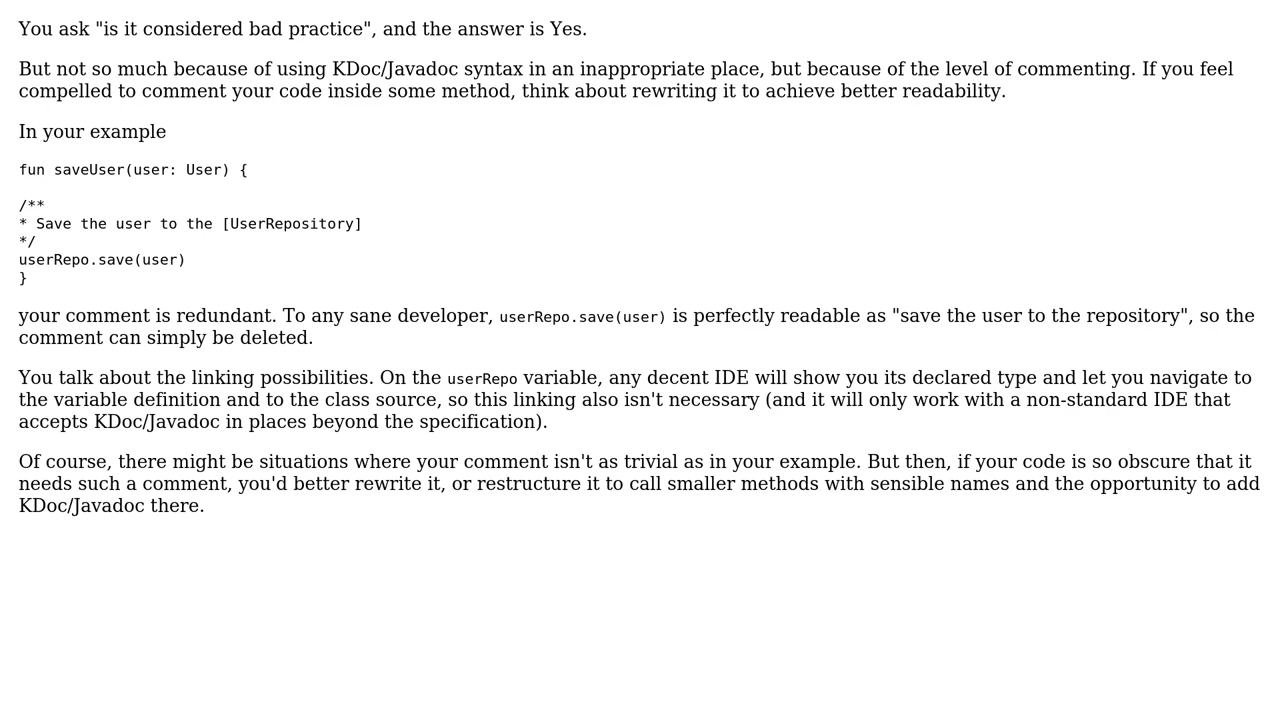 You ask "is it considered bad practice", and the answer is Yes.
But not so much because of using KDoc/Javadoc syntax in an inappropriate place, but because of the level of commenting. If you feel
compelled to comment your code inside some method, think about rewriting it to achieve better readability.
In your example
fun saveUser(user: User) {
/**
* Save the user to the [UserRepository]
*/
userRepo.save(user)
}
your comment is redundant. To any sane developer, userRepo.save(user) is perfectly readable as "save the user to the repository", so the
comment can simply be deleted.
You talk about the linking possibilities. On the userRepo variable, any decent IDE will show you its declared type and let you navigate to
the variable definition and to the class source, so this linking also isn't necessary (and it will only work with a non-standard IDE that
accepts KDoc/Javadoc in places beyond the specification).
Of course, there might be situations where your comment isn't as trivial as in your example. But then, if your code is so obscure that it
needs such a comment, you'd better rewrite it, or restructure it to call smaller methods with sensible names and the opportunity to add
KDoc/Javadoc there.